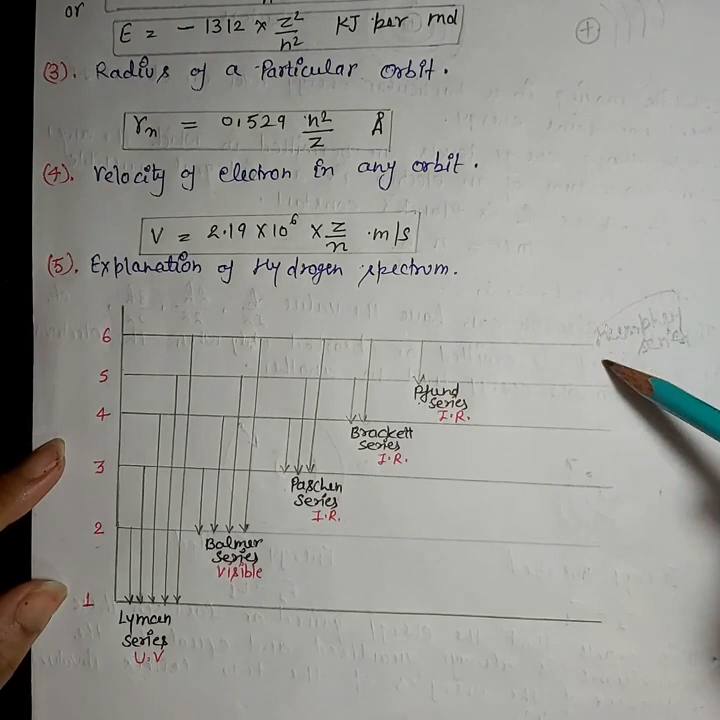 or
E = - 1312 × z²/n² KJ per mol
(3). Radius of a Particular orbit.
rn = 0.529 n²/z Å
(4). Velocity of electron in any orbit.
V = 2.19 × 10⁶ × z/n .m/s
(5). Explanation of Hydrogen spectrum.
6
5
Pfund
Series
I.R.
4
Brackett
Series
I.R.
3
Paschen
Series
I.R.
2
Balmer
Series
Visible
1
Lyman
Series
U.V